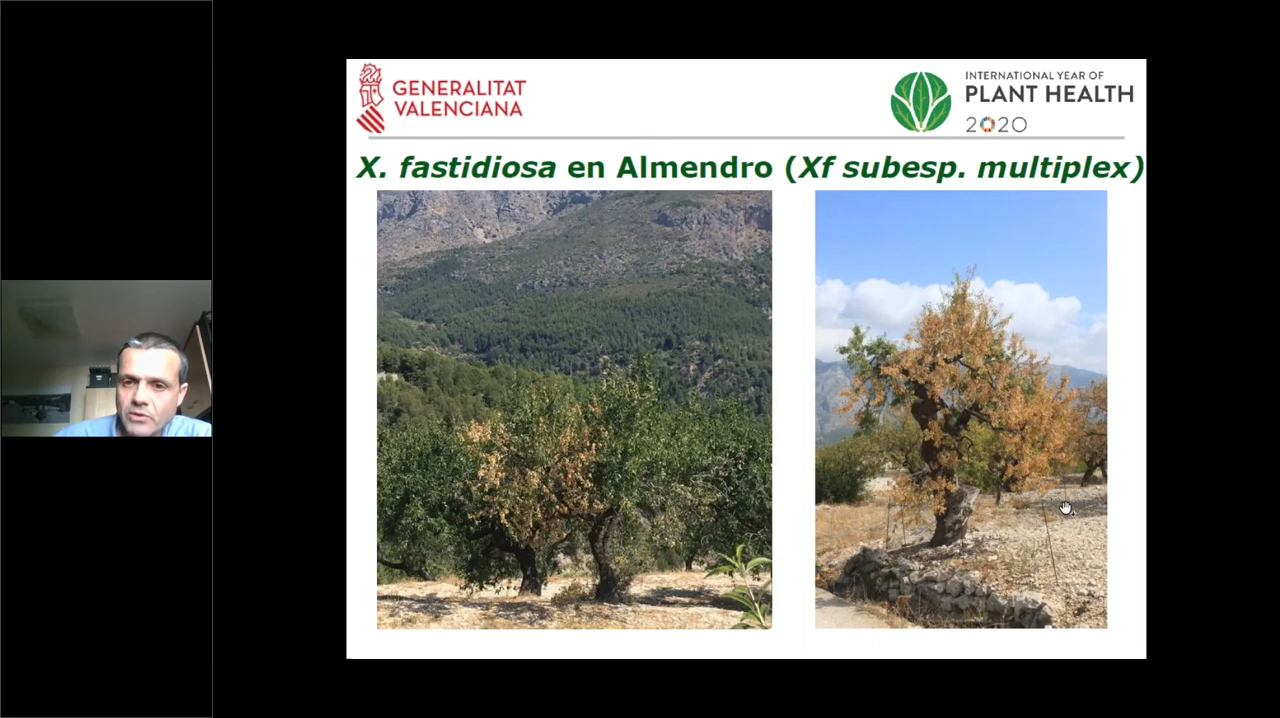 GENERALITAT
VALENCIANA
INTERNATIONAL YEAR OF
PLANT HEALTH
2020
X. fastidiosa en Almendro (Xf subesp. multiplex)